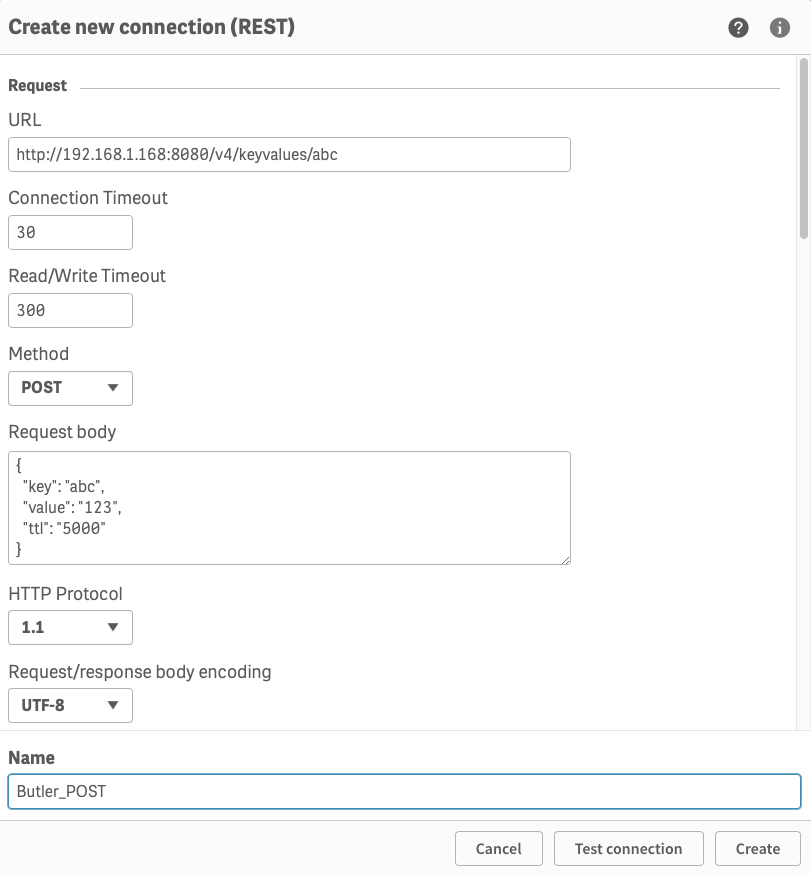 Create new connection (REST)
Request
URL
http://192.168.1.168:8080/v4/keyvalues/abc
Connection Timeout
30
Read/Write Timeout
300
Method
POST
Request body
{
"key": "abc",
"value": "123",
"ttl": "5000"
}
HTTP Protocol
1.1
Request/response body encoding
UTF-8
Name
Butler_POST
Cancel
Test connection
Create